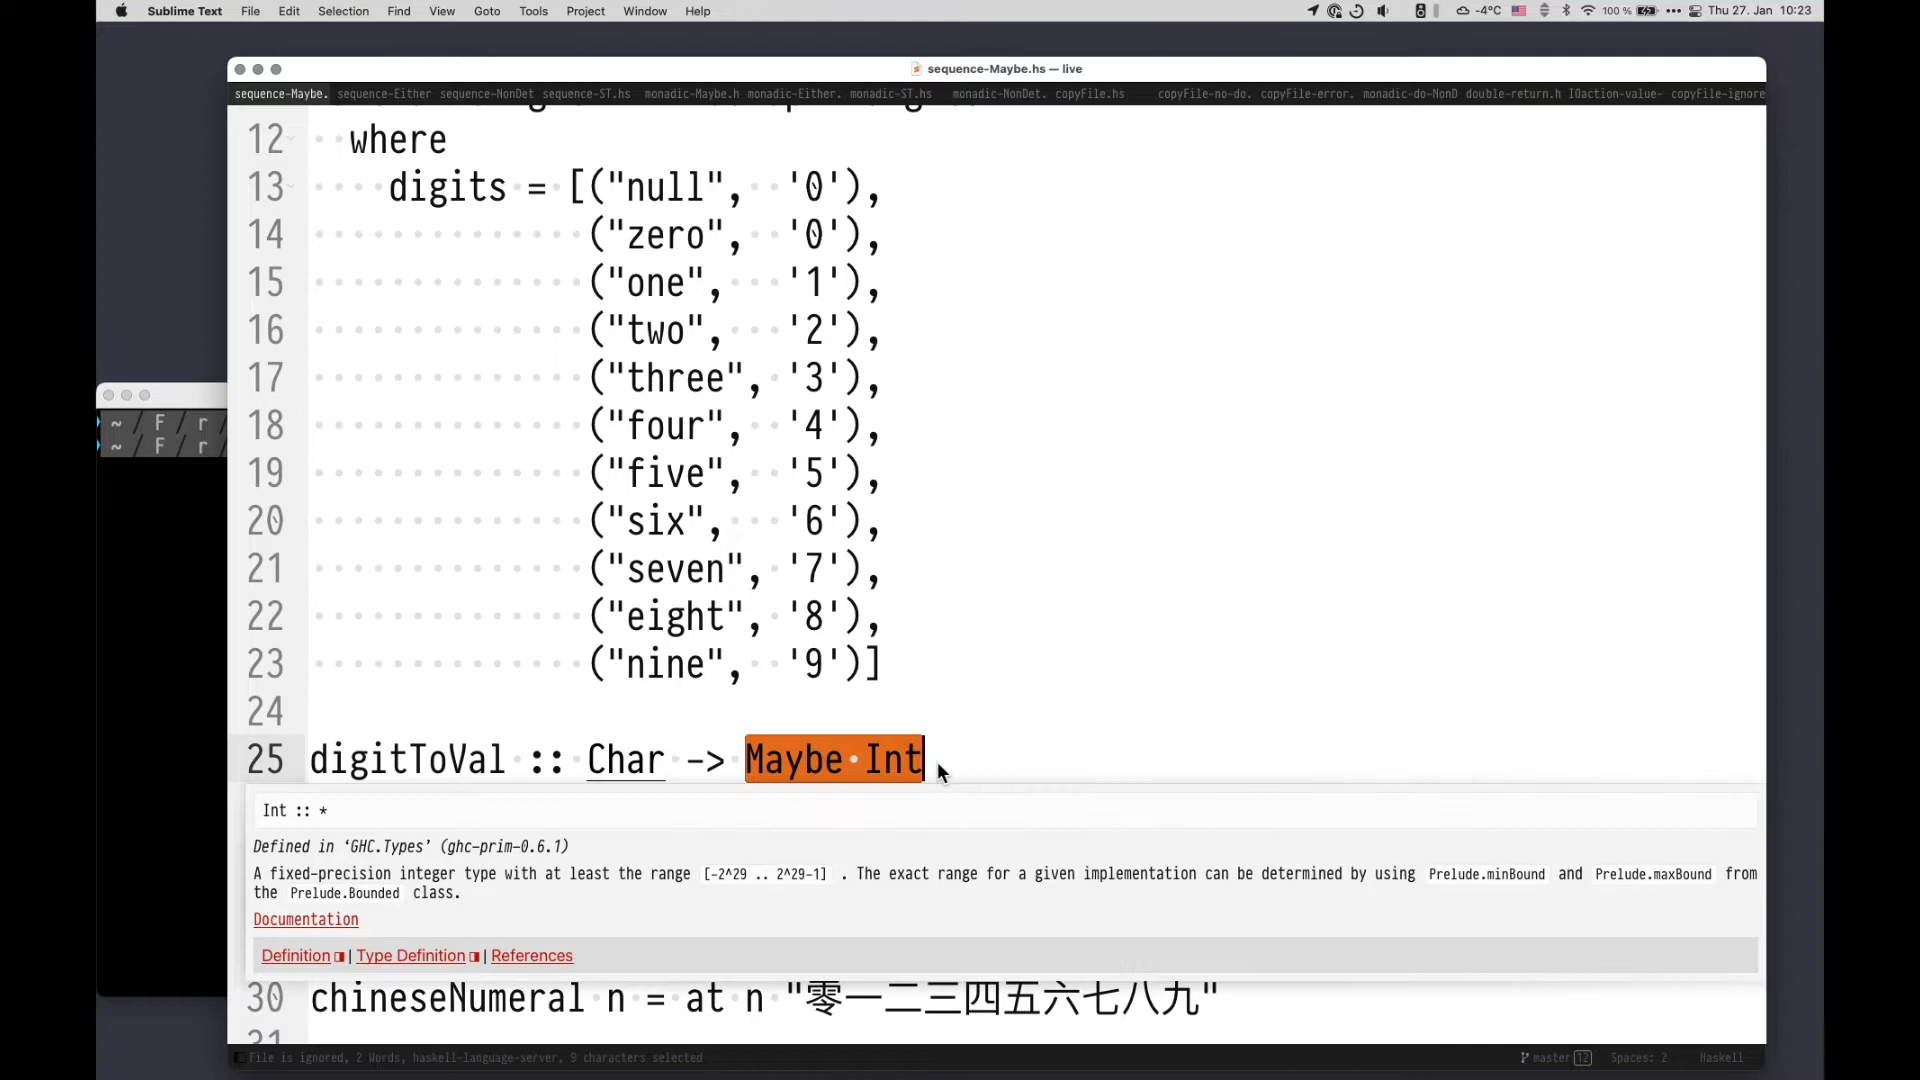 Sublime Text File Edit Selection Find View Goto Tools Project Window Help -4°C 100 % Thu 27. Jan 10:23
sequence-Maybe.hs — live
sequence-Maybe. sequence-Either sequence-NonDet sequence-ST.hs monadic-Maybe.h monadic-Either. monadic-ST.hs monadic-NonDet. copyFile.hs copyFile-no-do. copyFile-error. monadic-do-NonD double-return.h IOaction-value- copyFile-ignore
12 where
13 digits = [("null", '0'),
14 ("zero", '0'),
15 ("one", '1'),
16 ("two", '2'),
17 ("three", '3'),
18 ("four", '4'),
19 ("five", '5'),
20 ("six", '6'),
21 ("seven", '7'),
22 ("eight", '8'),
23 ("nine", '9')]
24
25 digitToVal :: Char -> Maybe Int
Int :: *
Defined in ‘GHC.Types’ (ghc-prim-0.6.1)
A fixed-precision integer type with at least the range [-2^29 .. 2^29-1] . The exact range for a given implementation can be determined by using Prelude.minBound and Prelude.maxBound from
the Prelude.Bounded class.
Documentation
Definition | Type Definition | References
30 chineseNumeral n = at n "零一二三四五六七八九"
31
File is ignored, 2 Words, haskell-language-server, 9 characters selected master 12 Spaces: 2 Haskell
~ / F / r /
~ / F / r /